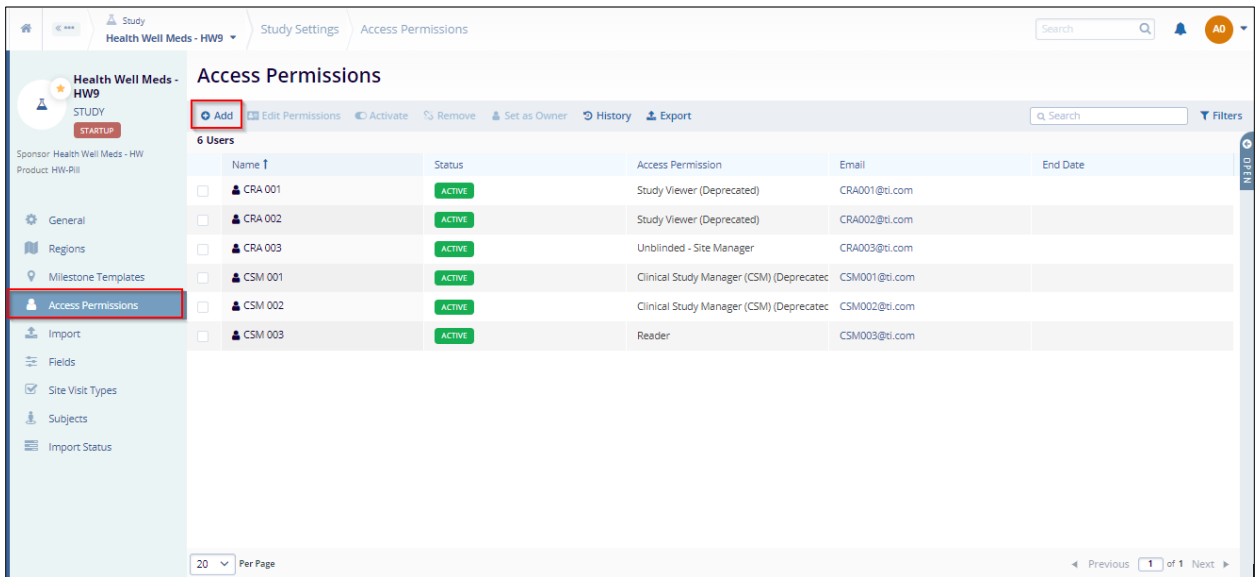 Study
Health Well Meds - HW9
Study Settings
Access Permissions
Search
A0
Health Well Meds - HW9
STUDY
STARTUP
Sponsor Health Well Meds - HW
Product HW-Pill
General
Regions
Milestone Templates
Access Permissions
Import
Fields
Site Visit Types
Subjects
Import Status
Access Permissions
Add Edit Permissions Activate Remove Set as Owner History Export Search Filters
6 Users
OPEN
Name Status Access Permission Email End Date
CRA 001 ACTIVE Study Viewer (Deprecated) CRA001@ti.com
CRA 002 ACTIVE Study Viewer (Deprecated) CRA002@ti.com
CRA 003 ACTIVE Unblinded - Site Manager CRA003@ti.com
CSM 001 ACTIVE Clinical Study Manager (CSM) (Deprecatec CSM001@ti.com
CSM 002 ACTIVE Clinical Study Manager (CSM) (Deprecatec CSM002@ti.com
CSM 003 ACTIVE Reader CSM003@ti.com
20 Per Page Previous 1 of 1 Next